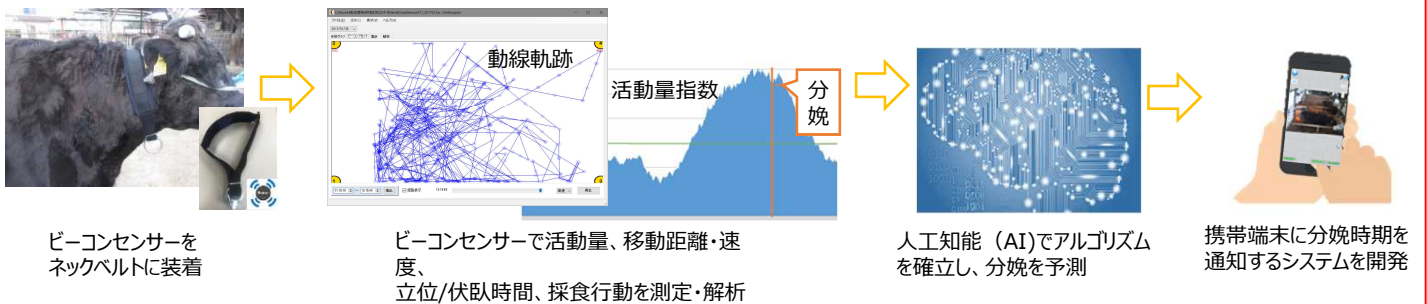 動線軌跡
活動量指数
分
娩
ビーコンセンサーを
ネックベルトに装着
ビーコンセンサーで活動量、移動距離・速
度、
立位/伏臥時間、採食行動を測定・解析
人工知能（AI)でアルゴリズム
を確立し、分娩を予測
携帯端末に分娩時期を
通知するシステムを開発